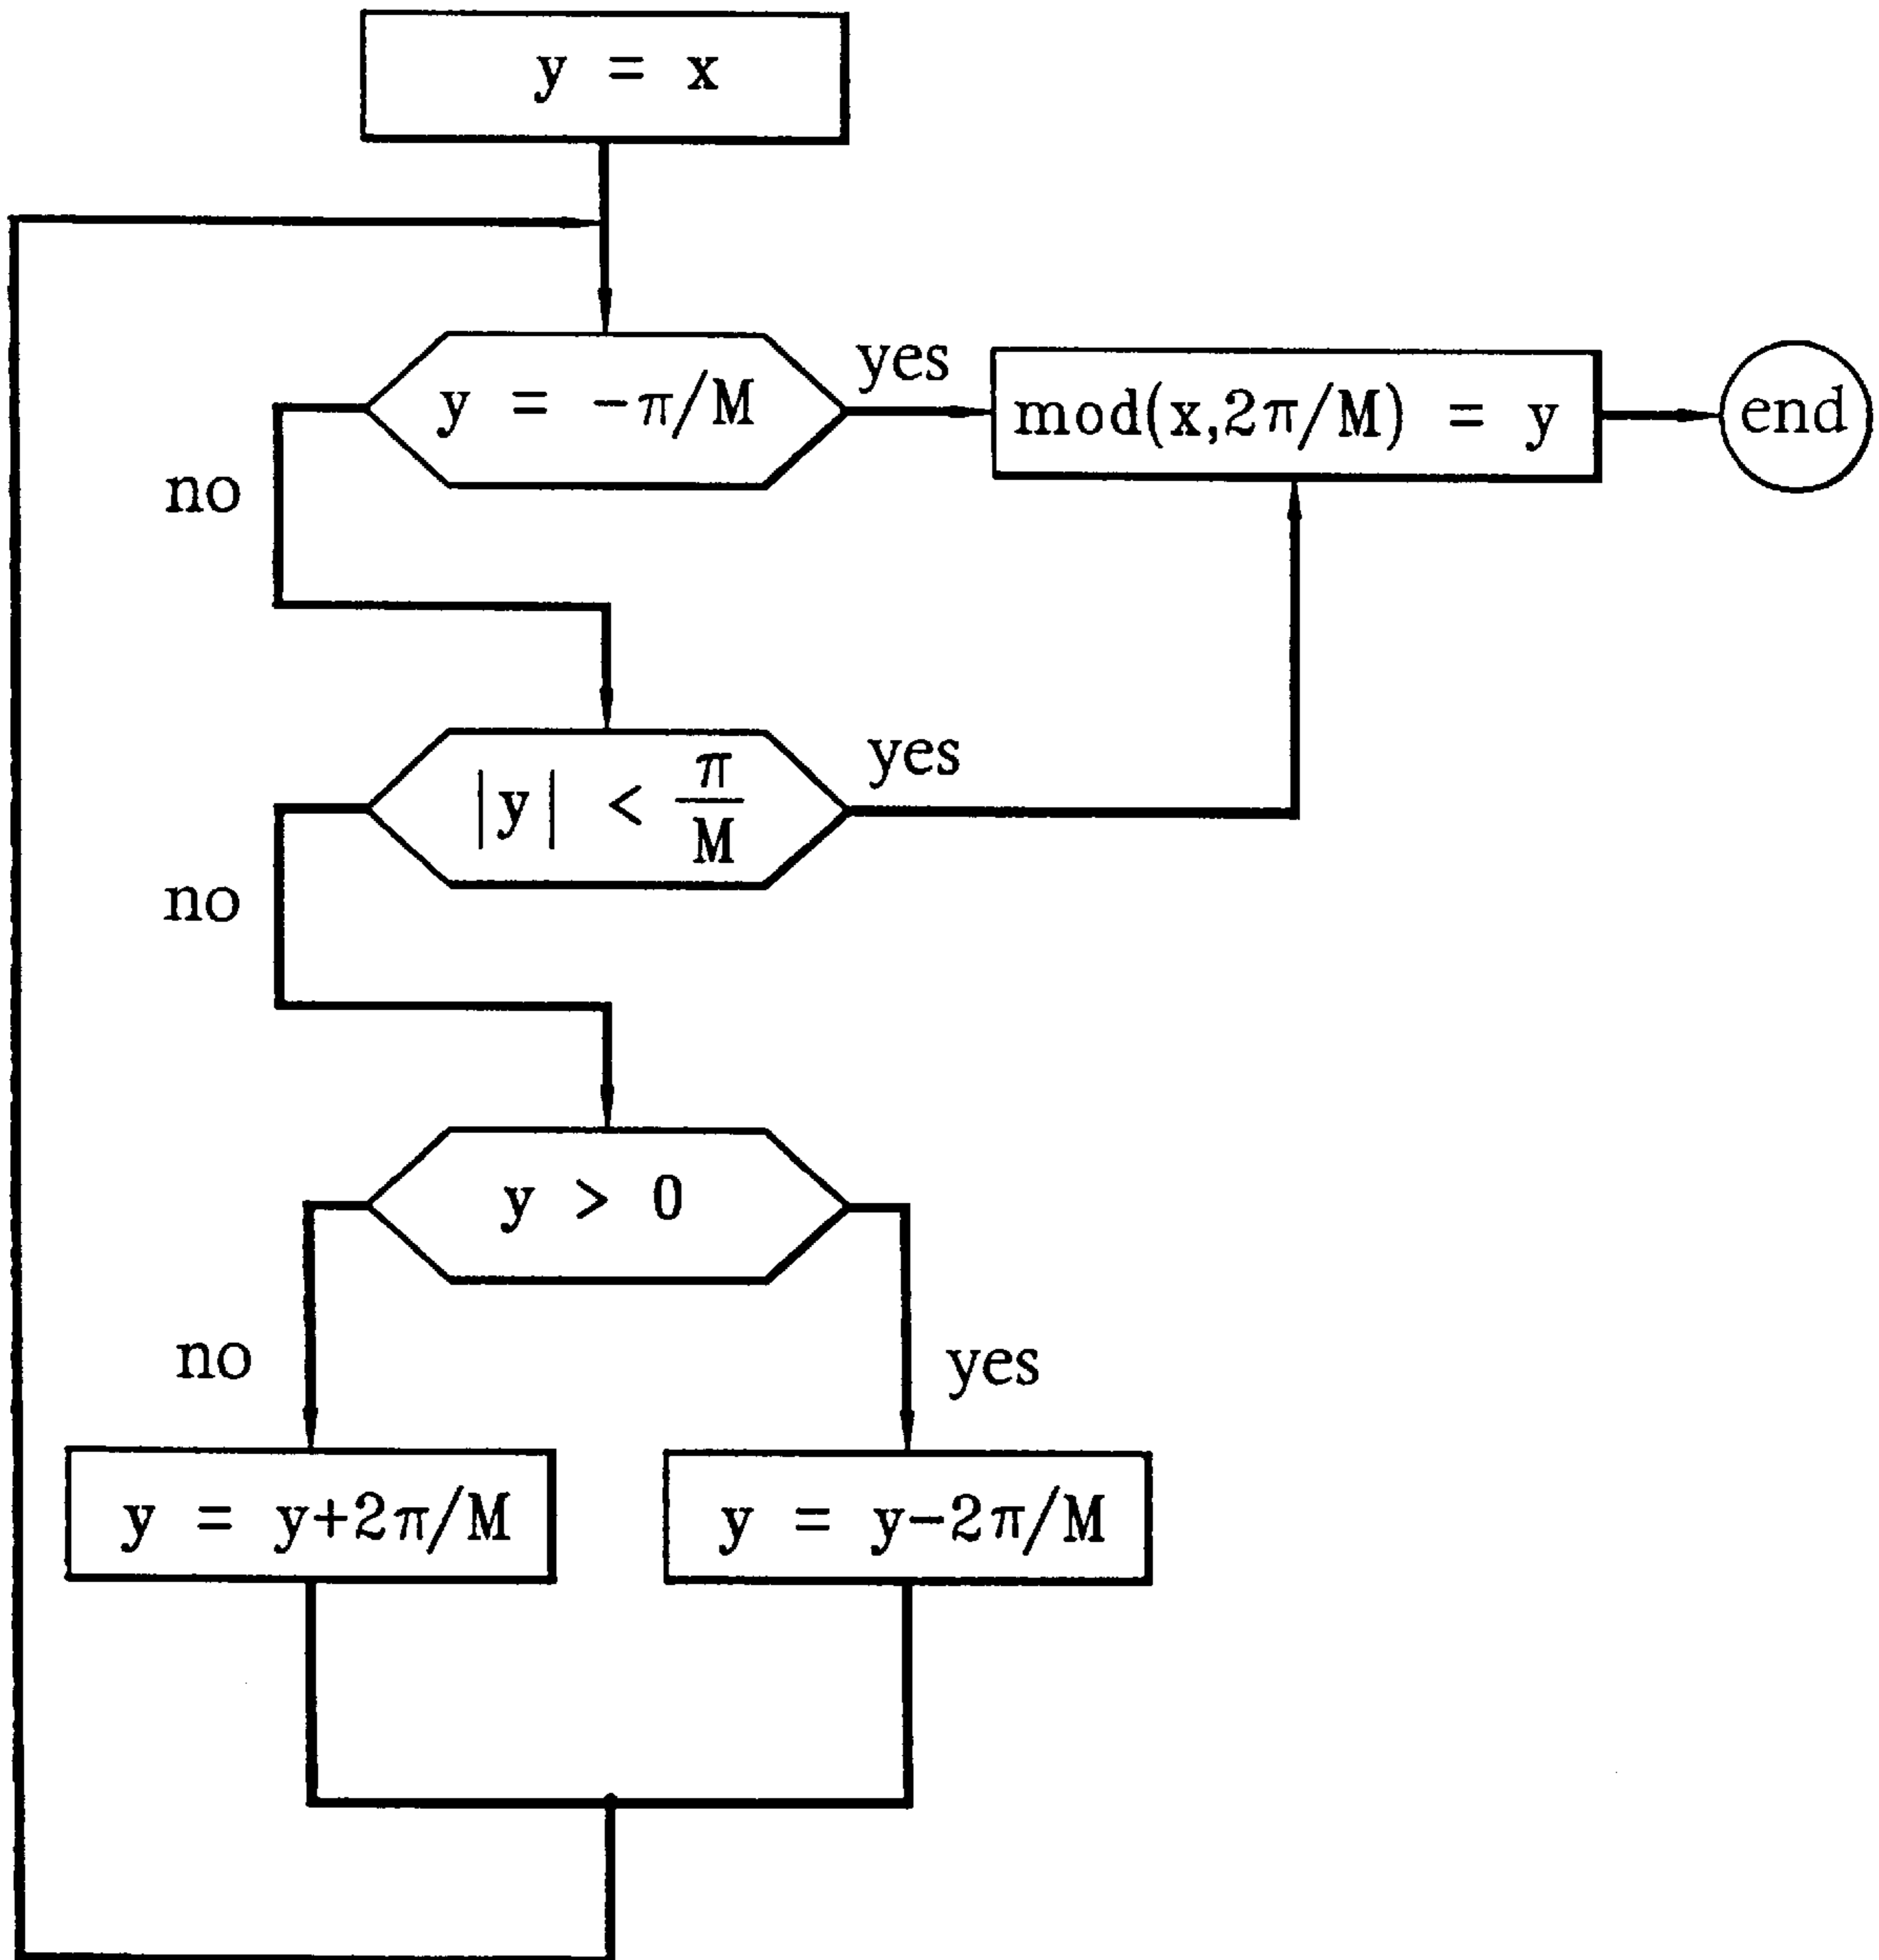 y = x
y = -π/M
yes
mod(x,2π/M) = y
end
no
|y| < π/M
yes
no
y > 0
no
yes
y = y+2π/M
y = y-2π/M